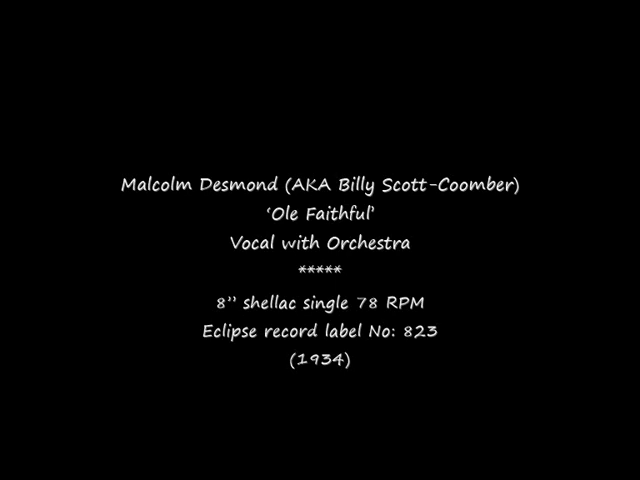 Malcolm Desmond (AKA Billy Scott-Coomber)
‘Ole Faithful’
Vocal with Orchestra
*****
8” shellac single 78 RPM
Eclipse record label No: 823
(1934)